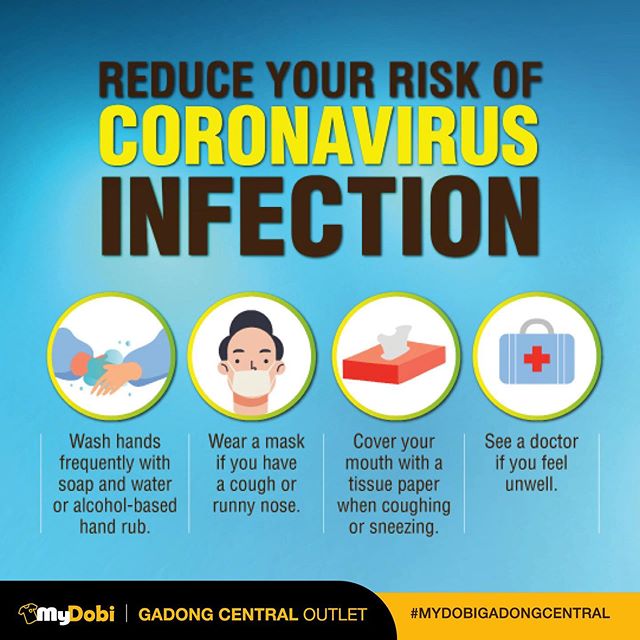 REDUCE YOUR RISK OF
CORONAVIRUS
INFECTION
Wash hands
frequently with
soap and water
or alcohol-based
hand rub.
Wear a mask
if you have
a cough or
runny nose.
Cover your
mouth with a
tissue paper
when coughing
or sneezing.
See a doctor
if you feel
unwell.
MyDobi | GADONG CENTRAL OUTLET
#MYDOBIGADONGCENTRAL